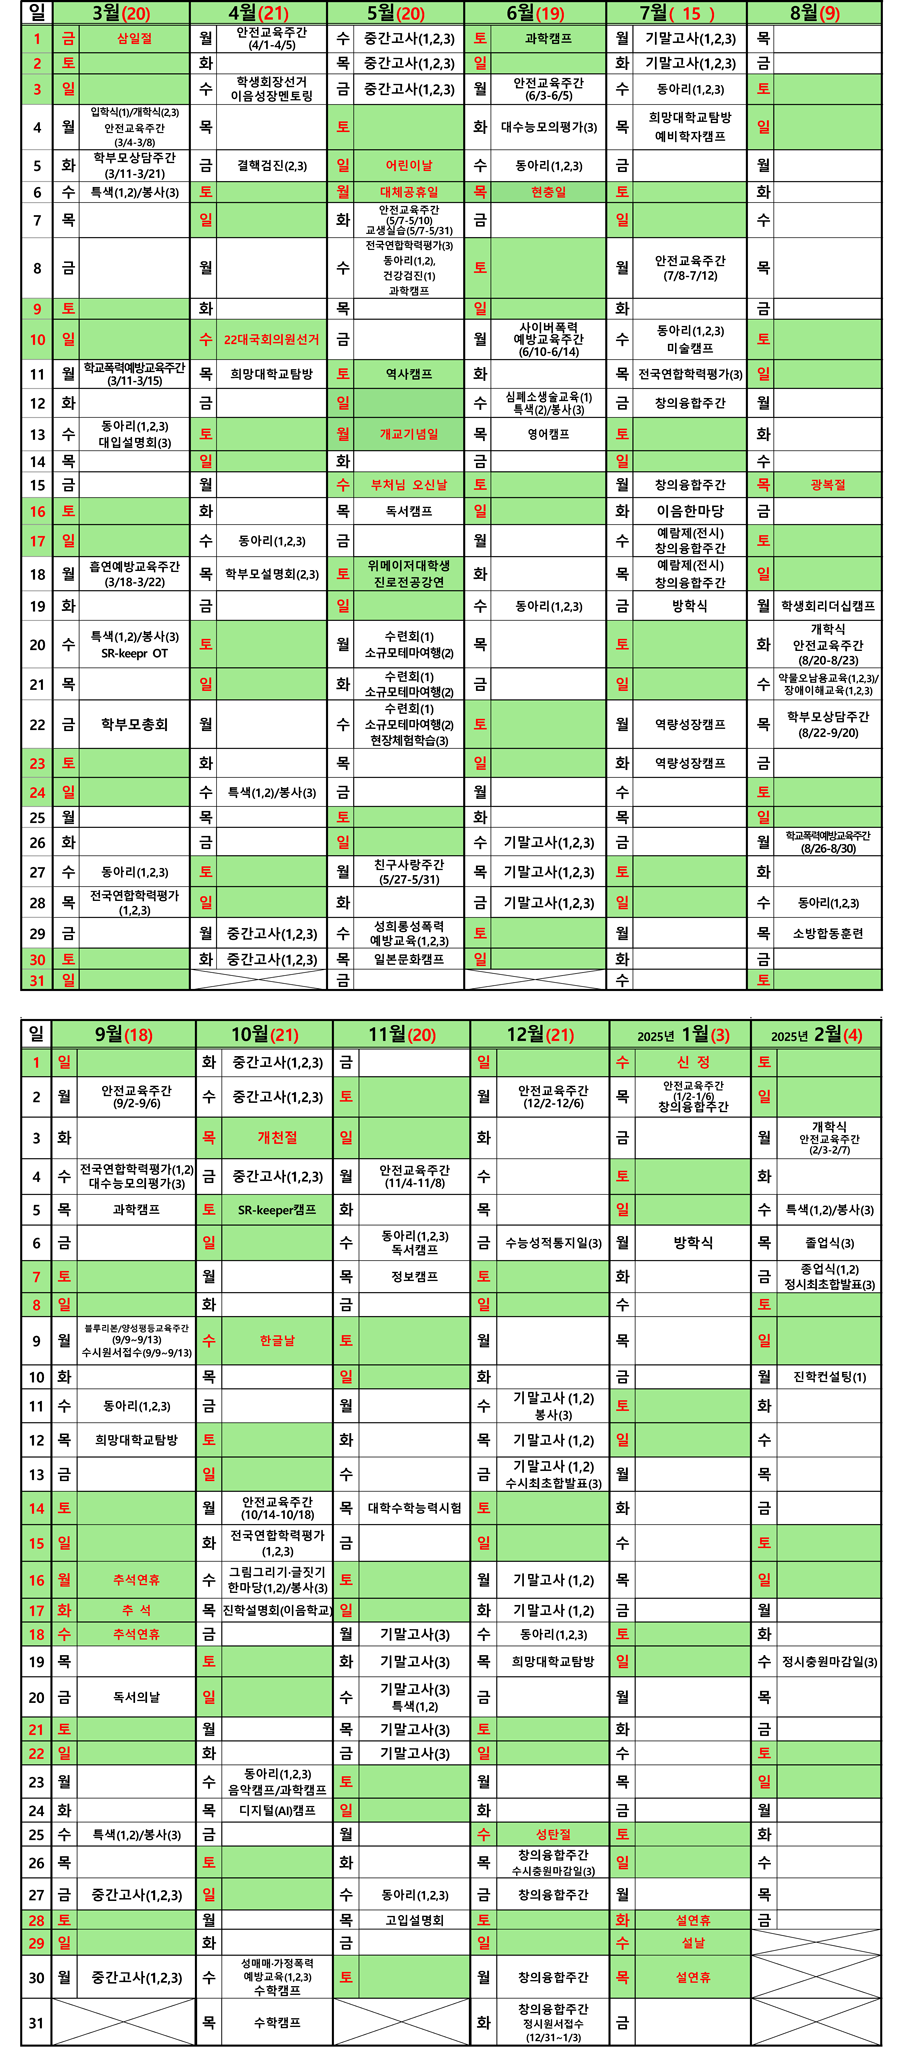 일 3월(20) 4월(21) 5월(20) 6월(19) 7월( 15 ) 8월(9)
1 금 삼일절 월 안전교육주간 (4/1-4/5) 수 중간고사(1,2,3) 토 과학캠프 월 기말고사(1,2,3) 목
2 토 화 목 중간고사(1,2,3) 일 화 기말고사(1,2,3) 금
3 일 수 학생회장선거 이음성장멘토링 금 중간고사(1,2,3) 월 안전교육주간 (6/3-6/5) 수 동아리(1,2,3) 토
4 월 입학식(1)/개학식(2,3) 안전교육주간 (3/4-3/8) 목 토 화 대수능모의평가(3) 목 희망대학교탐방 예비학자캠프 일
5 화 학부모상담주간 (3/11-3/21) 금 결핵검진(2,3) 일 어린이날 수 동아리(1,2,3) 금 월
6 수 특색(1,2)/봉사(3) 토 월 대체공휴일 목 현충일 토 화
7 목 일 화 안전교육주간 (5/7-5/10) 교생실습(5/7-5/31) 금 일 수
8 금 월 수 전국연합학력평가(3) 동아리(1,2), 건강검진(1) 과학캠프 토 월 안전교육주간 (7/8-7/12) 목
9 토 화 목 일 화 금
10 일 수 22대국회의원선거 금 월 사이버폭력 예방교육주간 (6/10-6/14) 수 동아리(1,2,3) 미술캠프 토
11 월 학교폭력예방교육주간 (3/11-3/15) 목 희망대학교탐방 토 역사캠프 화 목 전국연합학력평가(3) 일
12 화 금 일 수 심폐소생술교육(1) 특색(2)/봉사(3) 금 창의융합주간 월
13 수 동아리(1,2,3) 대입설명회(3) 토 월 개교기념일 목 영어캠프 토 화
14 목 일 화 금 일 수
15 금 월 수 부처님 오신날 토 월 창의융합주간 목 광복절
16 토 화 목 독서캠프 일 화 이음한마당 금
17 일 수 동아리(1,2,3) 금 월 수 예람제(전시) 창의융합주간 토
18 월 흡연예방교육주간 (3/18-3/22) 목 학부모설명회(2,3) 토 위메이저대학생 진로전공강연 화 목 예람제(전시) 창의융합주간 일
19 화 금 일 수 동아리(1,2,3) 금 방학식 월 학생회리더십캠프
20 수 특색(1,2)/봉사(3) SR-keepr OT 토 월 수련회(1) 소규모테마여행(2) 목 토 화 개학식 안전교육주간 (8/20-8/23)
21 목 일 화 수련회(1) 소규모테마여행(2) 금 일 수 약물오남용교육(1,2,3)/ 장애이해교육(1,2,3)
22 금 학부모총회 월 수 수련회(1) 소규모테마여행(2) 현장체험학습(3) 토 월 역량성장캠프 목 학부모상담주간 (8/22-9/20)
23 토 화 목 일 화 역량성장캠프 금
24 일 수 특색(1,2)/봉사(3) 금 월 수 토
25 월 목 토 화 목 일
26 화 금 일 수 기말고사(1,2,3) 금 월 학교폭력예방교육주간 (8/26-8/30)
27 수 동아리(1,2,3) 토 월 친구사랑주간 (5/27-5/31) 목 기말고사(1,2,3) 토 화
28 목 전국연합학력평가 (1,2,3) 일 화 금 기말고사(1,2,3) 일 수 동아리(1,2,3)
29 금 월 중간고사(1,2,3) 수 성희롱성폭력 예방교육(1,2,3) 토 월 목 소방합동훈련
30 토 화 중간고사(1,2,3) 목 일본문화캠프 일 화 금
31 일 금 수 토
일 9월(18) 10월(21) 11월(20) 12월(21) 2025년 1월(3) 2025년 2월(4)
1 일 화 중간고사(1,2,3) 금 일 수 신 정 토
2 월 안전교육주간 (9/2-9/6) 수 중간고사(1,2,3) 토 월 안전교육주간 (12/2-12/6) 목 안전교육주간 (1/2-1/6) 창의융합주간 일
3 화 목 개천절 일 화 금 월 개학식 안전교육주간 (2/3-2/7)
4 수 전국연합학력평가(1,2) 대수능모의평가(3) 금 중간고사(1,2,3) 월 안전교육주간 (11/4-11/8) 수 토 화
5 목 과학캠프 토 SR-keeper캠프 화 목 일 수 특색(1,2)/봉사(3)
6 금 일 수 동아리(1,2,3) 독서캠프 금 수능성적통지일(3) 월 방학식 목 졸업식(3)
7 토 월 목 정보캠프 토 화 금 종업식(1,2) 정시최초합발표(3)
8 일 화 금 일 수 토
9 월 블루리본/양성평등교육주간 (9/9~9/13) 수시원서접수(9/9~9/13) 수 한글날 토 월 목 일
10 화 목 일 화 금 월 진학컨설팅(1)
11 수 동아리(1,2,3) 금 월 수 기말고사 (1,2) 봉사(3) 토 화
12 목 희망대학교탐방 토 화 목 기말고사 (1,2) 일 수
13 금 일 수 금 기말고사 (1,2) 수시최초합발표(3) 월 목
14 토 월 안전교육주간 (10/14-10/18) 목 대학수학능력시험 토 화 금
15 일 화 전국연합학력평가 (1,2,3) 금 일 수 토
16 월 추석연휴 수 그림그리기·글짓기 한마당(1,2)/봉사(3) 토 월 기말고사 (1,2) 목 일
17 화 추 석 목 진학설명회(이음학교) 일 화 기말고사 (1,2) 금 월
18 수 추석연휴 금 월 기말고사(3) 수 동아리(1,2,3) 토 화
19 목 토 화 기말고사(3) 목 희망대학교탐방 일 수 정시충원마감일(3)
20 금 독서의날 일 수 기말고사(3) 특색(1,2) 금 월 목
21 토 월 목 기말고사(3) 토 화 금
22 일 화 금 기말고사(3) 일 수 토
23 월 수 동아리(1,2,3) 음악캠프/과학캠프 토 월 목 일
24 화 목 디지털(AI)캠프 일 화 금 월
25 수 특색(1,2)/봉사(3) 금 월 수 성탄절 토 화
26 목 토 화 목 창의융합주간 수시충원마감일(3) 일 수
27 금 중간고사(1,2,3) 일 수 동아리(1,2,3) 금 창의융합주간 월 목
28 토 월 목 고입설명회 토 화 설연휴 금
29 일 화 금 일 수 설날
30 월 중간고사(1,2,3) 수 성매매·가정폭력 예방교육(1,2,3) 수학캠프 토 월 창의융합주간 목 설연휴
31 목 수학캠프 화 창의융합주간 정시원서접수 (12/31~1/3) 금